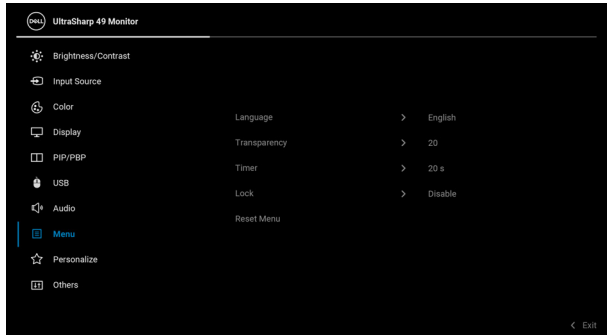 DELL UltraSharp 49 Monitor
Brightness/Contrast
Input Source
Color
Display
PIP/PBP
USB
Audio
Menu
Personalize
Others
Language > English
Transparency > 20
Timer > 20 s
Lock > Disable
Reset Menu
< Exit